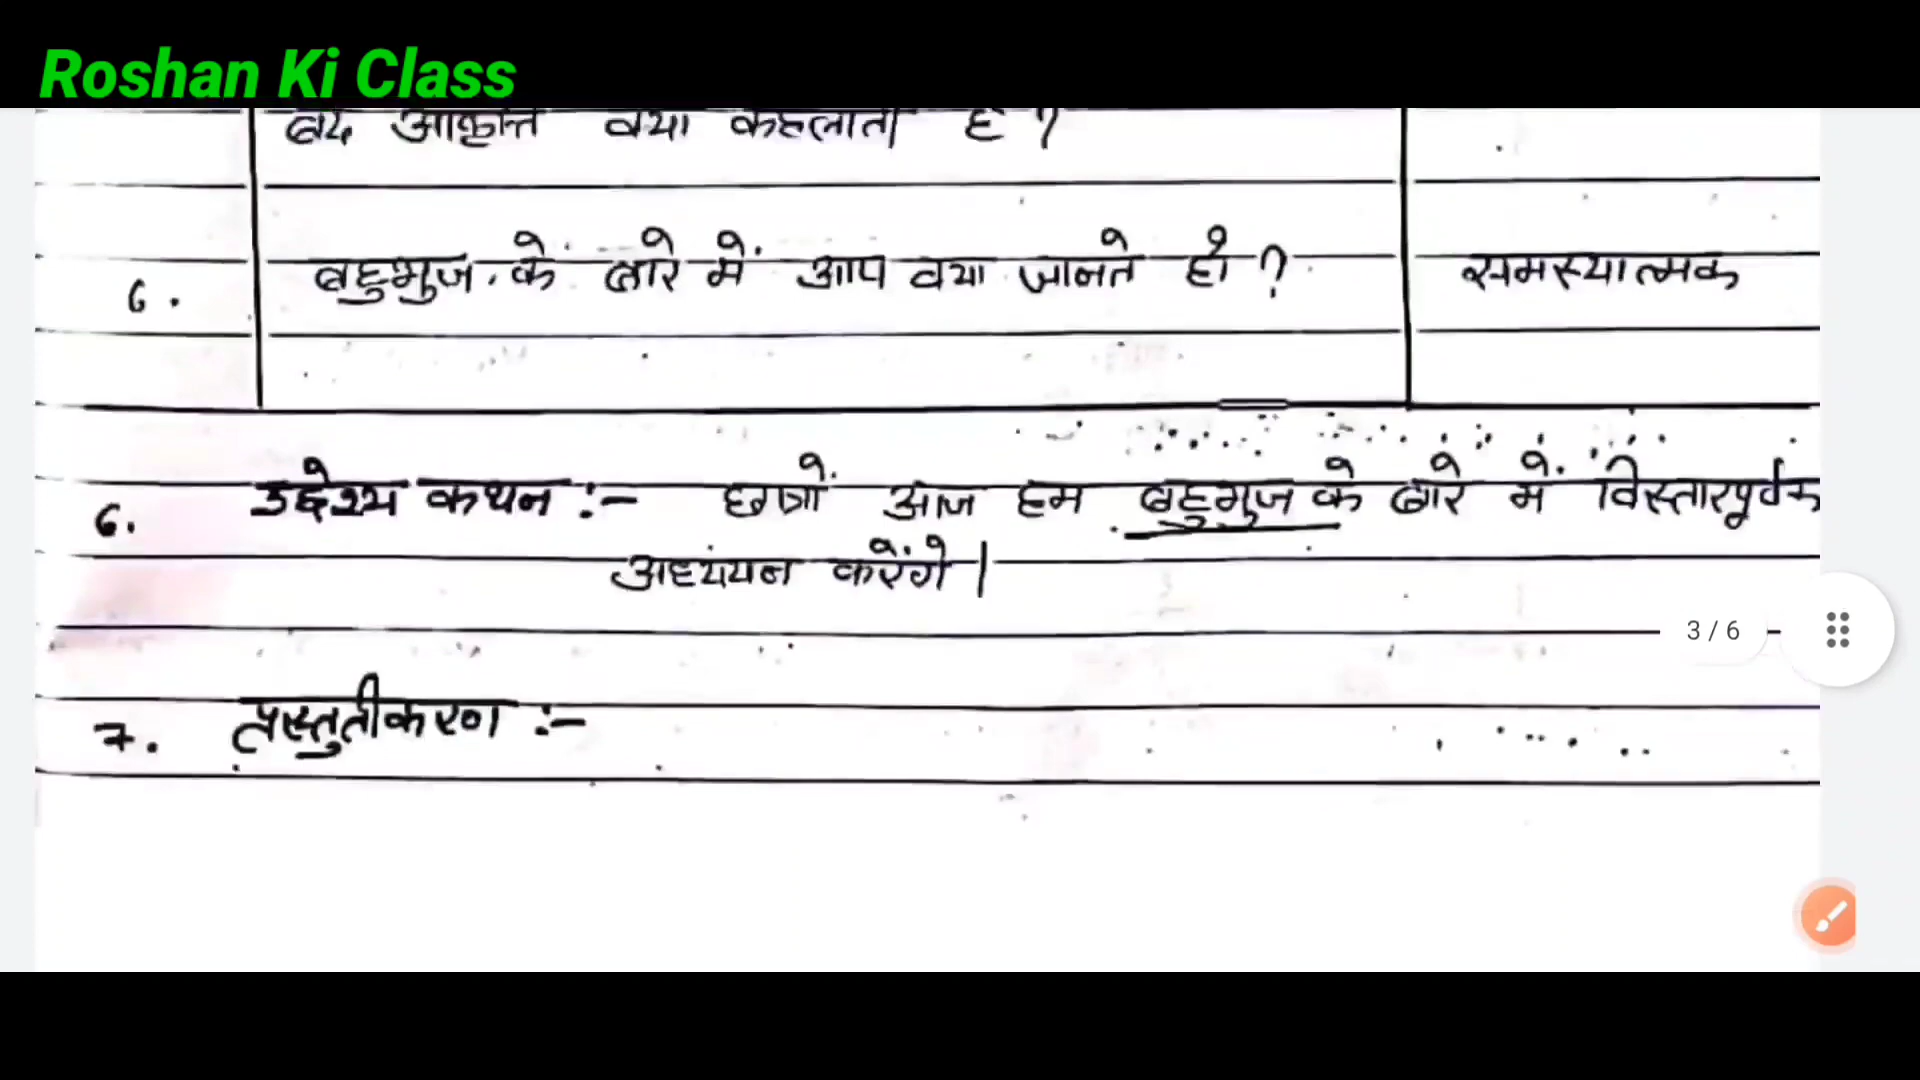 Roshan Ki Class
बंद आकृति क्या कहलाती है ?
6. बहुभुज के बारे में आप क्या जानते हो ? समस्यात्मक
6. उद्देश्य कथन :- छात्रों आज हम बहुभुज के बारे में विस्तारपूर्वक
अध्ययन करेंगे |
3 / 6
7. प्रस्तुतीकरण :-